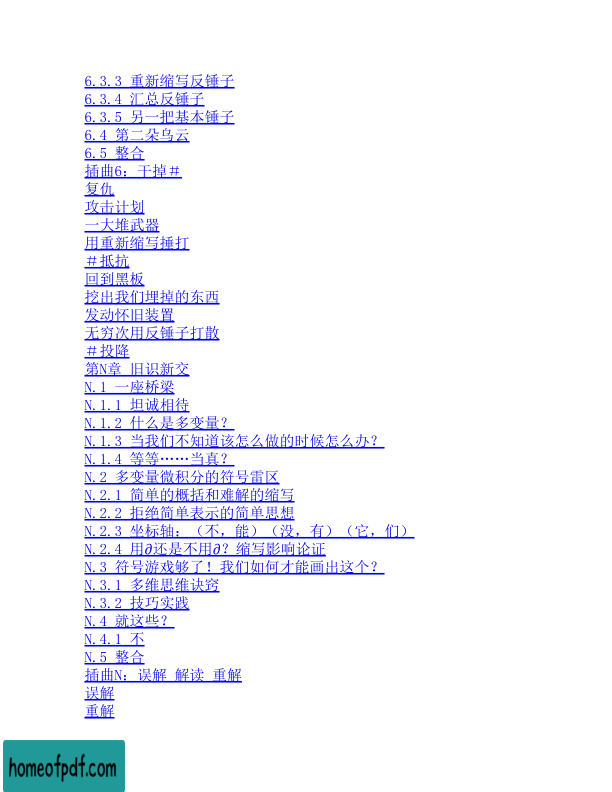 6.3.3 重新缩写反锤子
6.3.4 汇总反锤子
6.3.5 另一把基本锤子
6.4 第二朵乌云
6.5 整合
插曲6：干掉＃
复仇
攻击计划
一大堆武器
用重新缩写捶打
＃抵抗
回到黑板
挖出我们埋掉的东西
发动怀旧装置
无穷次用反锤子打散
＃投降
第N章 旧识新交
N.1 一座桥梁
N.1.1 坦诚相待
N.1.2 什么是多变量？
N.1.3 当我们不知道该怎么做的时候怎么办？
N.1.4 等等……当真？
N.2 多变量微积分的符号雷区
N.2.1 简单的概括和难解的缩写
N.2.2 拒绝简单表示的简单思想
N.2.3 坐标轴：（不，能）（没，有）（它，们）
N.2.4 用∂还是不用∂？缩写影响论证
N.3 符号游戏够了！我们如何才能画出这个？
N.3.1 多维思维诀窍
N.3.2 技巧实践
N.4 就这些？
N.4.1 不
N.5 整合
插曲N：误解 解读 重解
误解
重解
homeofpdf.com